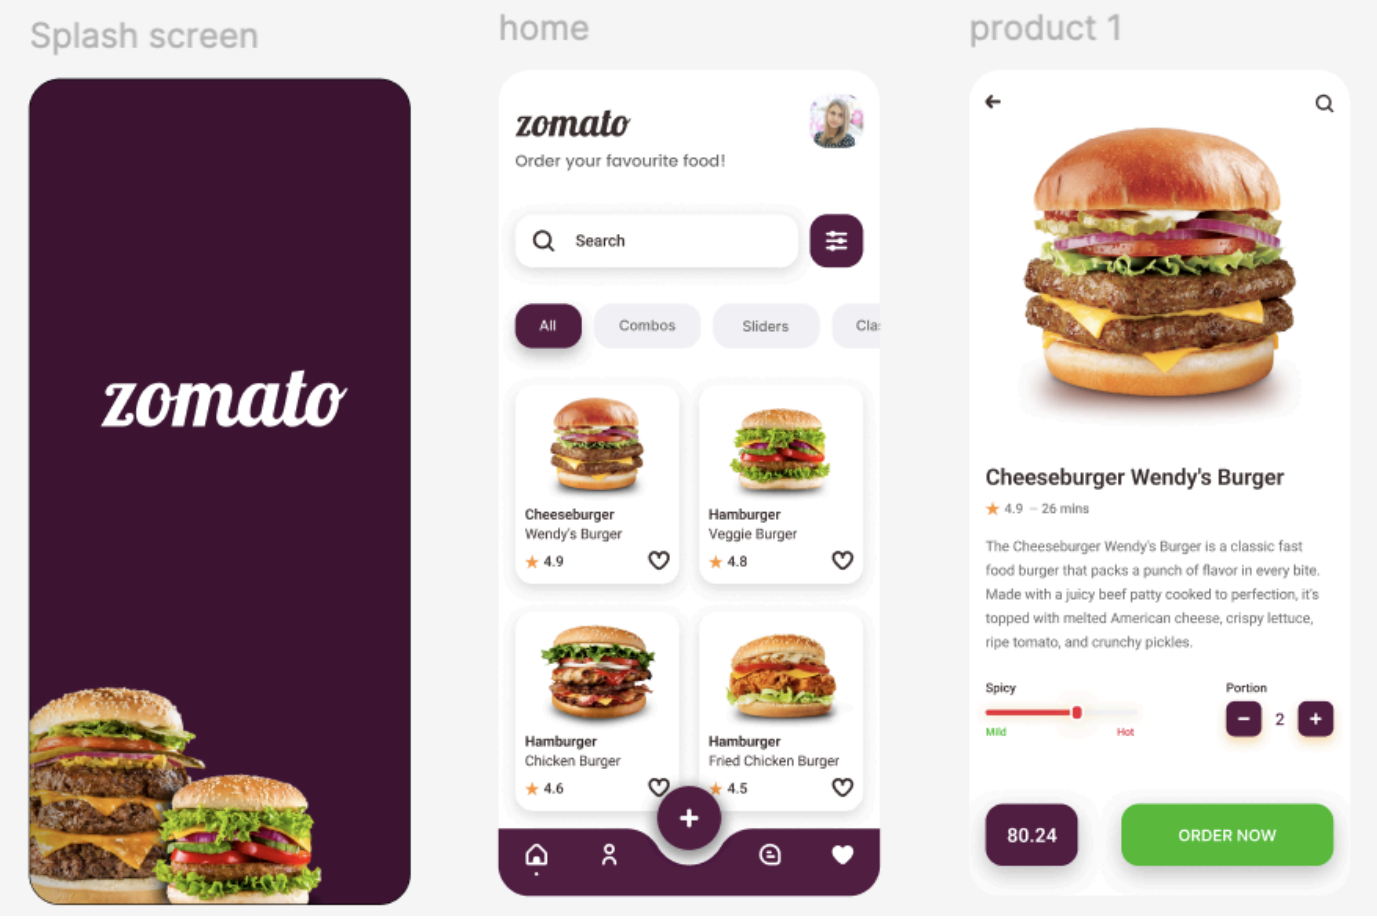 Splash screen
zomato
home
zomato
Order your favourite food!
Search
All
Combos
Sliders
Clas
Cheeseburger
Wendy's Burger
4.9
Hamburger
Veggie Burger
4.8
Hamburger
Chicken Burger
4.6
Hamburger
Fried Chicken Burger
4.5
product 1
Cheeseburger Wendy's Burger
4.9 – 26 mins
The Cheeseburger Wendy's Burger is a classic fast
food burger that packs a punch of flavor in every bite.
Made with a juicy beef patty cooked to perfection, it's
topped with melted American cheese, crispy lettuce,
ripe tomato, and crunchy pickles.
Spicy
Mild
Hot
Portion
2
80.24
ORDER NOW